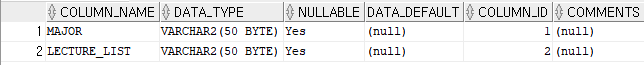 COLUMN_NAME DATA_TYPE NULLABLE DATA_DEFAULT COLUMN_ID COMMENTS
1 MAJOR VARCHAR2(50 BYTE) Yes (null) 1 (null)
2 LECTURE_LIST VARCHAR2(50 BYTE) Yes (null) 2 (null)